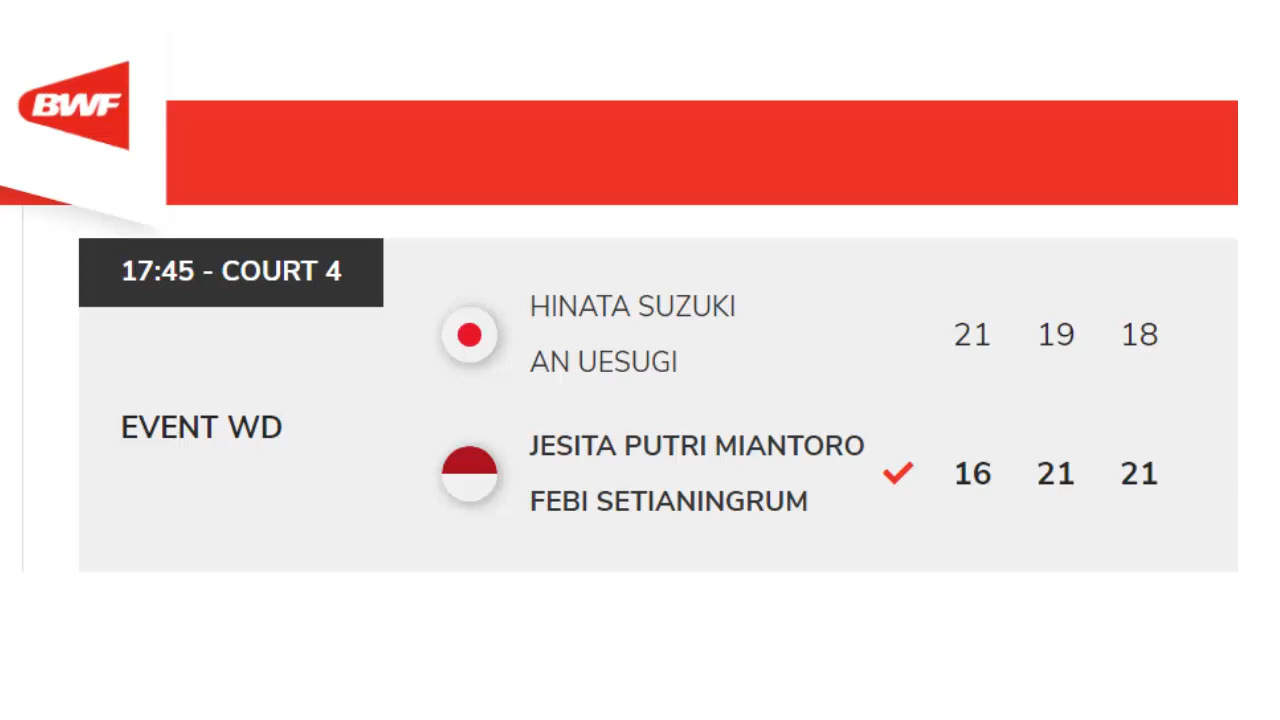 BWF
17:45 - COURT 4
EVENT WD
HINATA SUZUKI
AN UESUGI
21 19 18
JESITA PUTRI MIANTORO
FEBI SETIANINGRUM
16 21 21